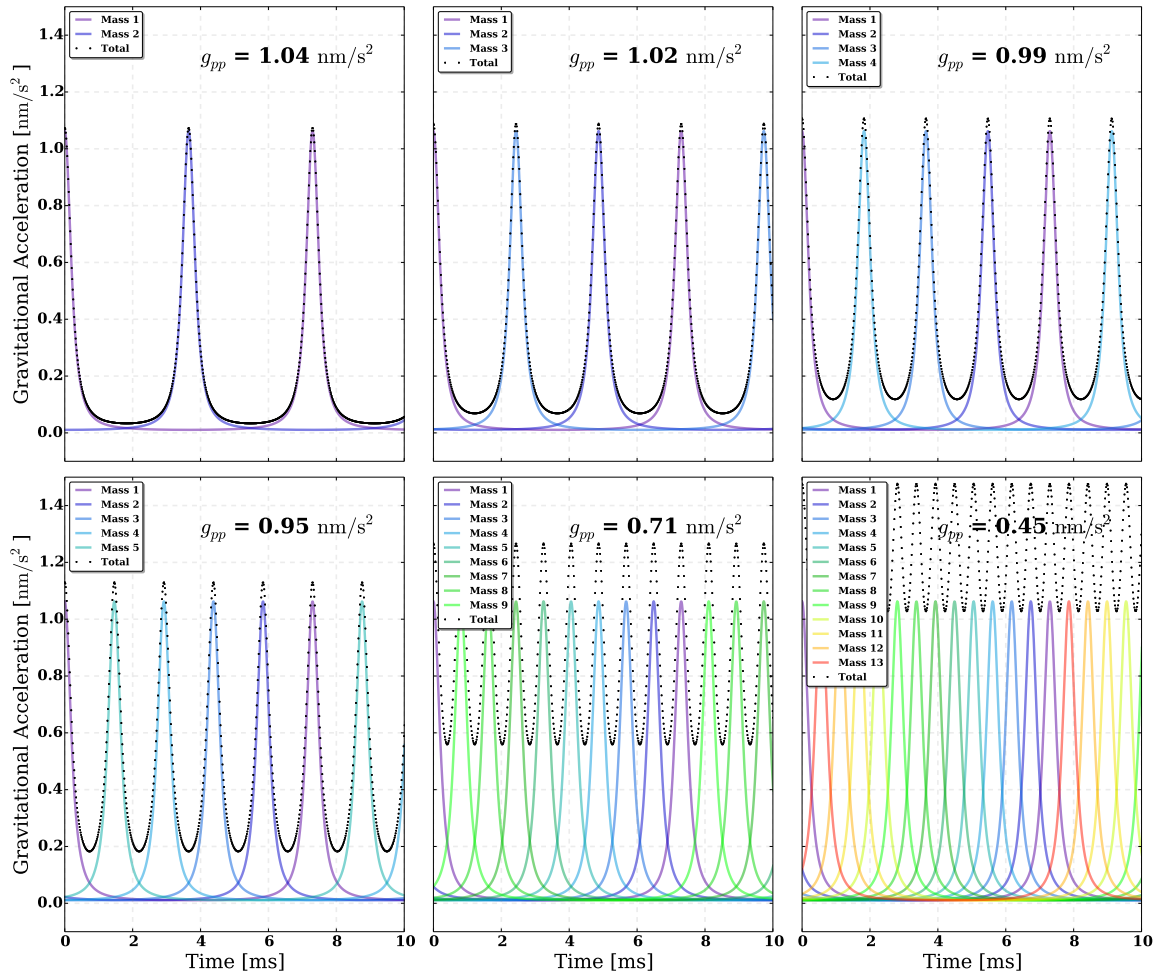 Gravitational Acceleration [nm/s² ]
1.4
1.2
1.0
0.8
0.6
0.4
0.2
0.0
Mass 1
Mass 2
Total
g_pp = 1.04 nm/s²
Mass 1
Mass 2
Mass 3
Total
g_pp = 1.02 nm/s²
Mass 1
Mass 2
Mass 3
Mass 4
Total
g_pp = 0.99 nm/s²
Gravitational Acceleration [nm/s² ]
1.4
1.2
1.0
0.8
0.6
0.4
0.2
0.0
Mass 1
Mass 2
Mass 3
Mass 4
Mass 5
Total
g_pp = 0.95 nm/s²
0 2 4 6 8 10
Time [ms]
Mass 1
Mass 2
Mass 3
Mass 4
Mass 5
Mass 6
Mass 7
Mass 8
Mass 9
Total
g_pp = 0.71 nm/s²
0 2 4 6 8 10
Time [ms]
Mass 1
Mass 2
Mass 3
Mass 4
Mass 5
Mass 6
Mass 7
Mass 8
Mass 9
Mass 10
Mass 11
Mass 12
Mass 13
Total
g_pp = 0.45 nm/s²
0 2 4 6 8 10
Time [ms]